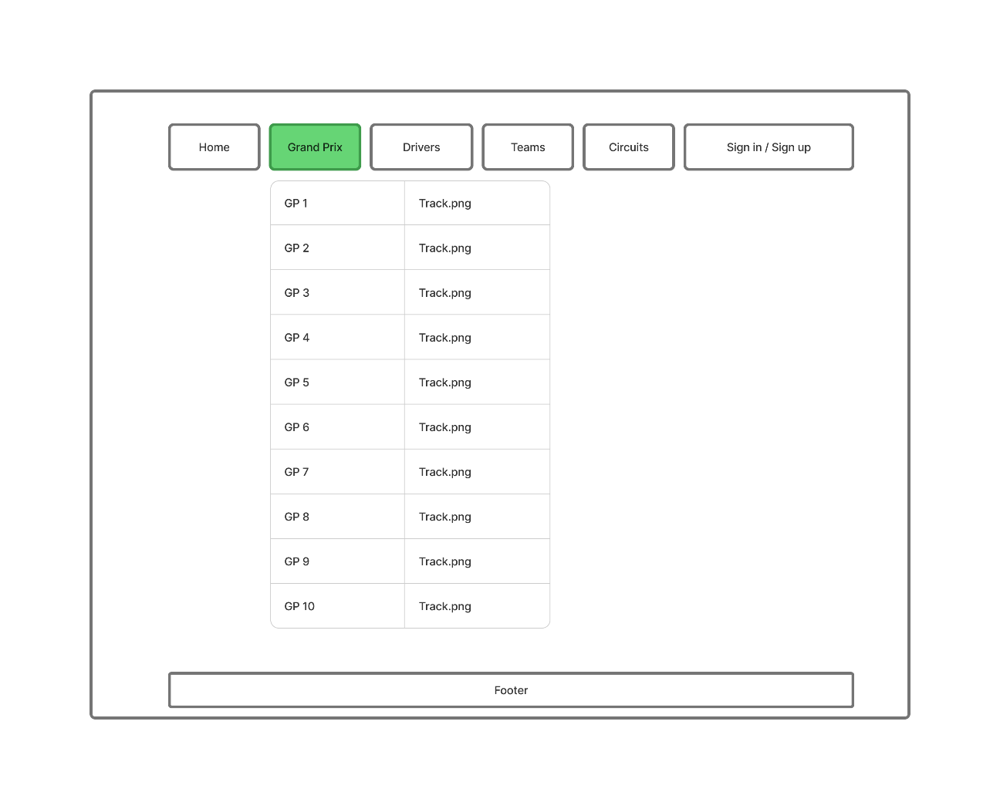 Home
Grand Prix
Drivers
Teams
Circuits
Sign in / Sign up
GP 1 Track.png
GP 2 Track.png
GP 3 Track.png
GP 4 Track.png
GP 5 Track.png
GP 6 Track.png
GP 7 Track.png
GP 8 Track.png
GP 9 Track.png
GP 10 Track.png
Footer